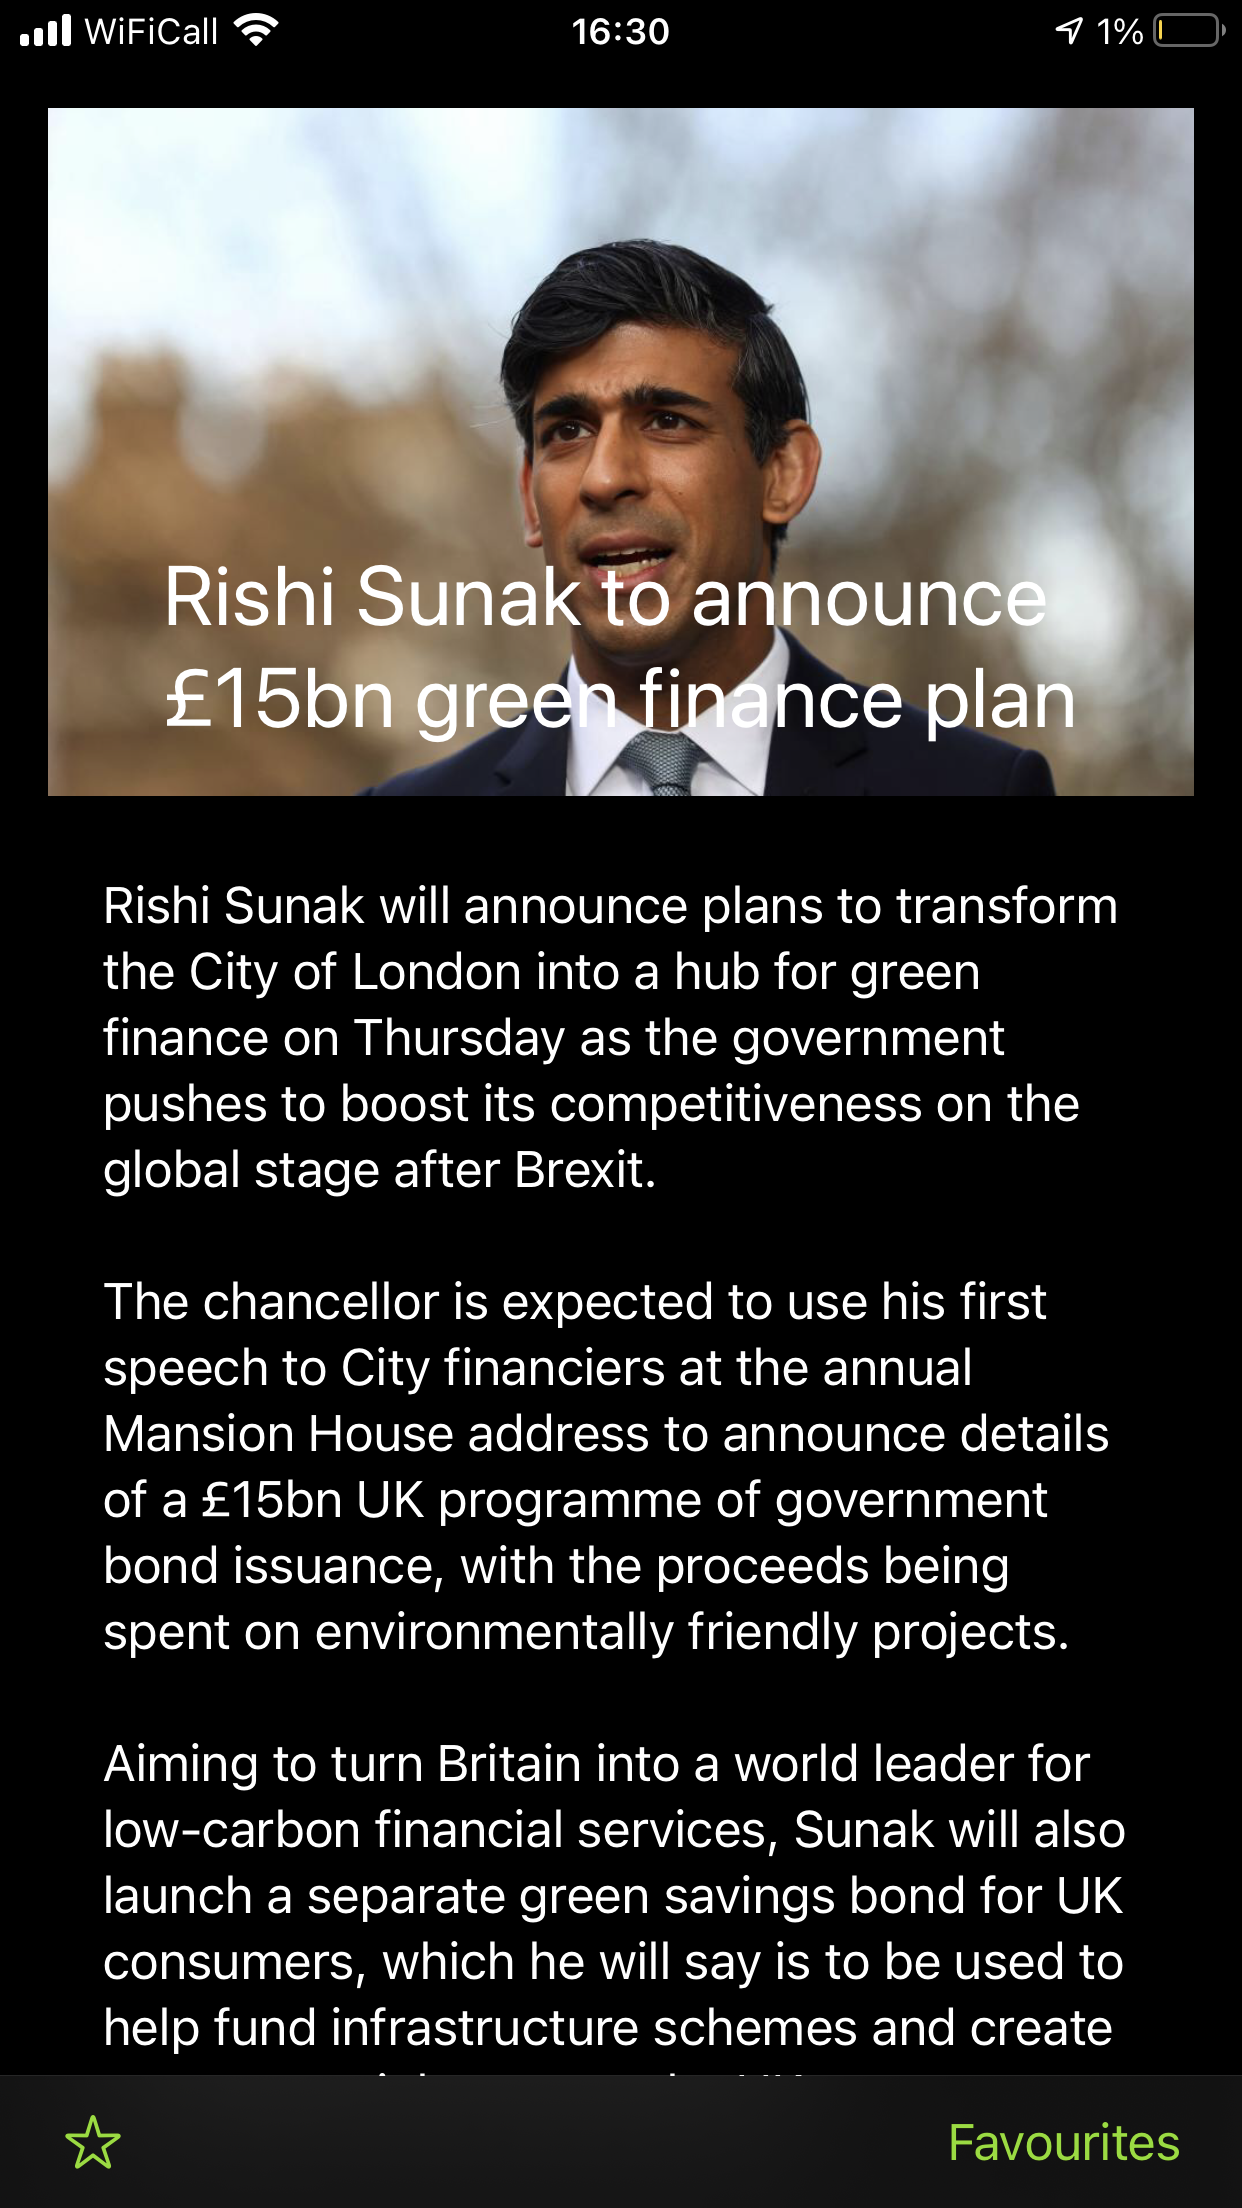 WiFiCall 16:30 1%
Rishi Sunak to announce
£15bn green finance plan
Rishi Sunak will announce plans to transform
the City of London into a hub for green
finance on Thursday as the government
pushes to boost its competitiveness on the
global stage after Brexit.
The chancellor is expected to use his first
speech to City financiers at the annual
Mansion House address to announce details
of a £15bn UK programme of government
bond issuance, with the proceeds being
spent on environmentally friendly projects.
Aiming to turn Britain into a world leader for
low-carbon financial services, Sunak will also
launch a separate green savings bond for UK
consumers, which he will say is to be used to
help fund infrastructure schemes and create
Favourites